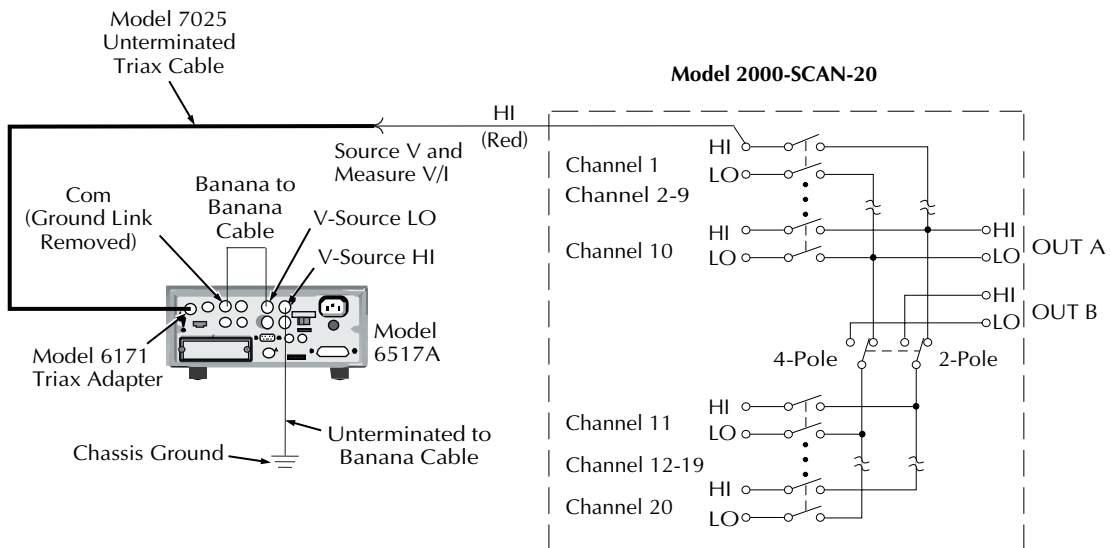 Model 7025
Unterminated
Triax Cable
Model 2000-SCAN-20
HI
(Red)
Source V and
Measure V/I
Com
(Ground Link
Removed)
Banana to
Banana
Cable
V-Source LO
V-Source HI
Model
6517A
Model 6171
Triax Adapter
Chassis Ground
Unterminated to
Banana Cable
HI
Channel 1
LO
Channel 2-9
HI
Channel 10
LO
HI
OUT A
LO
HI
OUT B
LO
4-Pole
2-Pole
HI
Channel 11
LO
Channel 12-19
HI
Channel 20
LO